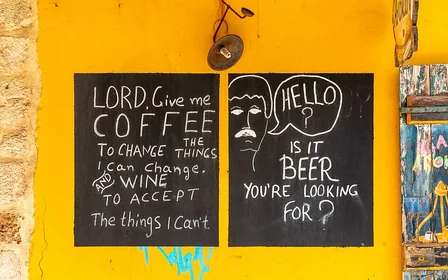 LORD, Give me
COFFEE
TO CHANGE THE THINGS
I can change.
AND WINE
TO ACCEPT
The things I Can't.
HELLO
?
IS IT
BEER
YOU'RE LOOKING
FOR?